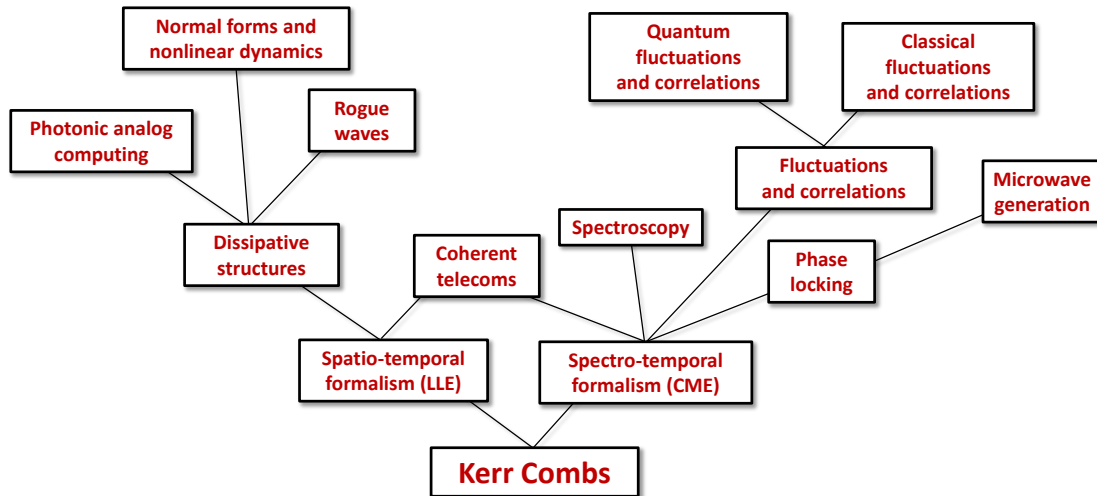 Normal forms and
nonlinear dynamics
Quantum
fluctuations
and correlations
Classical
fluctuations
and correlations
Photonic analog
computing
Rogue
waves
Fluctuations
and correlations
Microwave
generation
Dissipative
structures
Coherent
telecoms
Spectroscopy
Phase
locking
Spatio-temporal
formalism (LLE)
Spectro-temporal
formalism (CME)
Kerr Combs